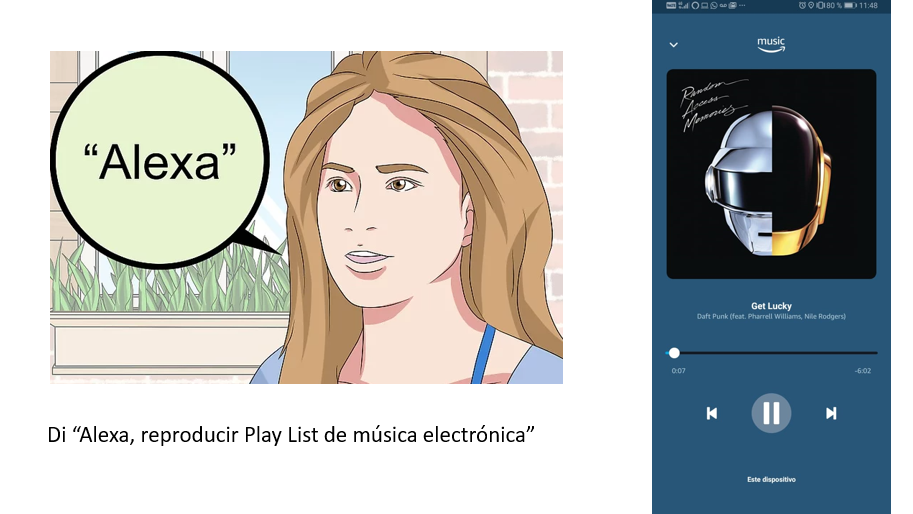 “Alexa”
Di “Alexa, reproducir Play List de música electrónica”
80 % 11:48
music
Random
Access
Memories
Get Lucky
Daft Punk (feat. Pharrell Williams, Nile Rodgers)
0:07 -6:02
Este dispositivo